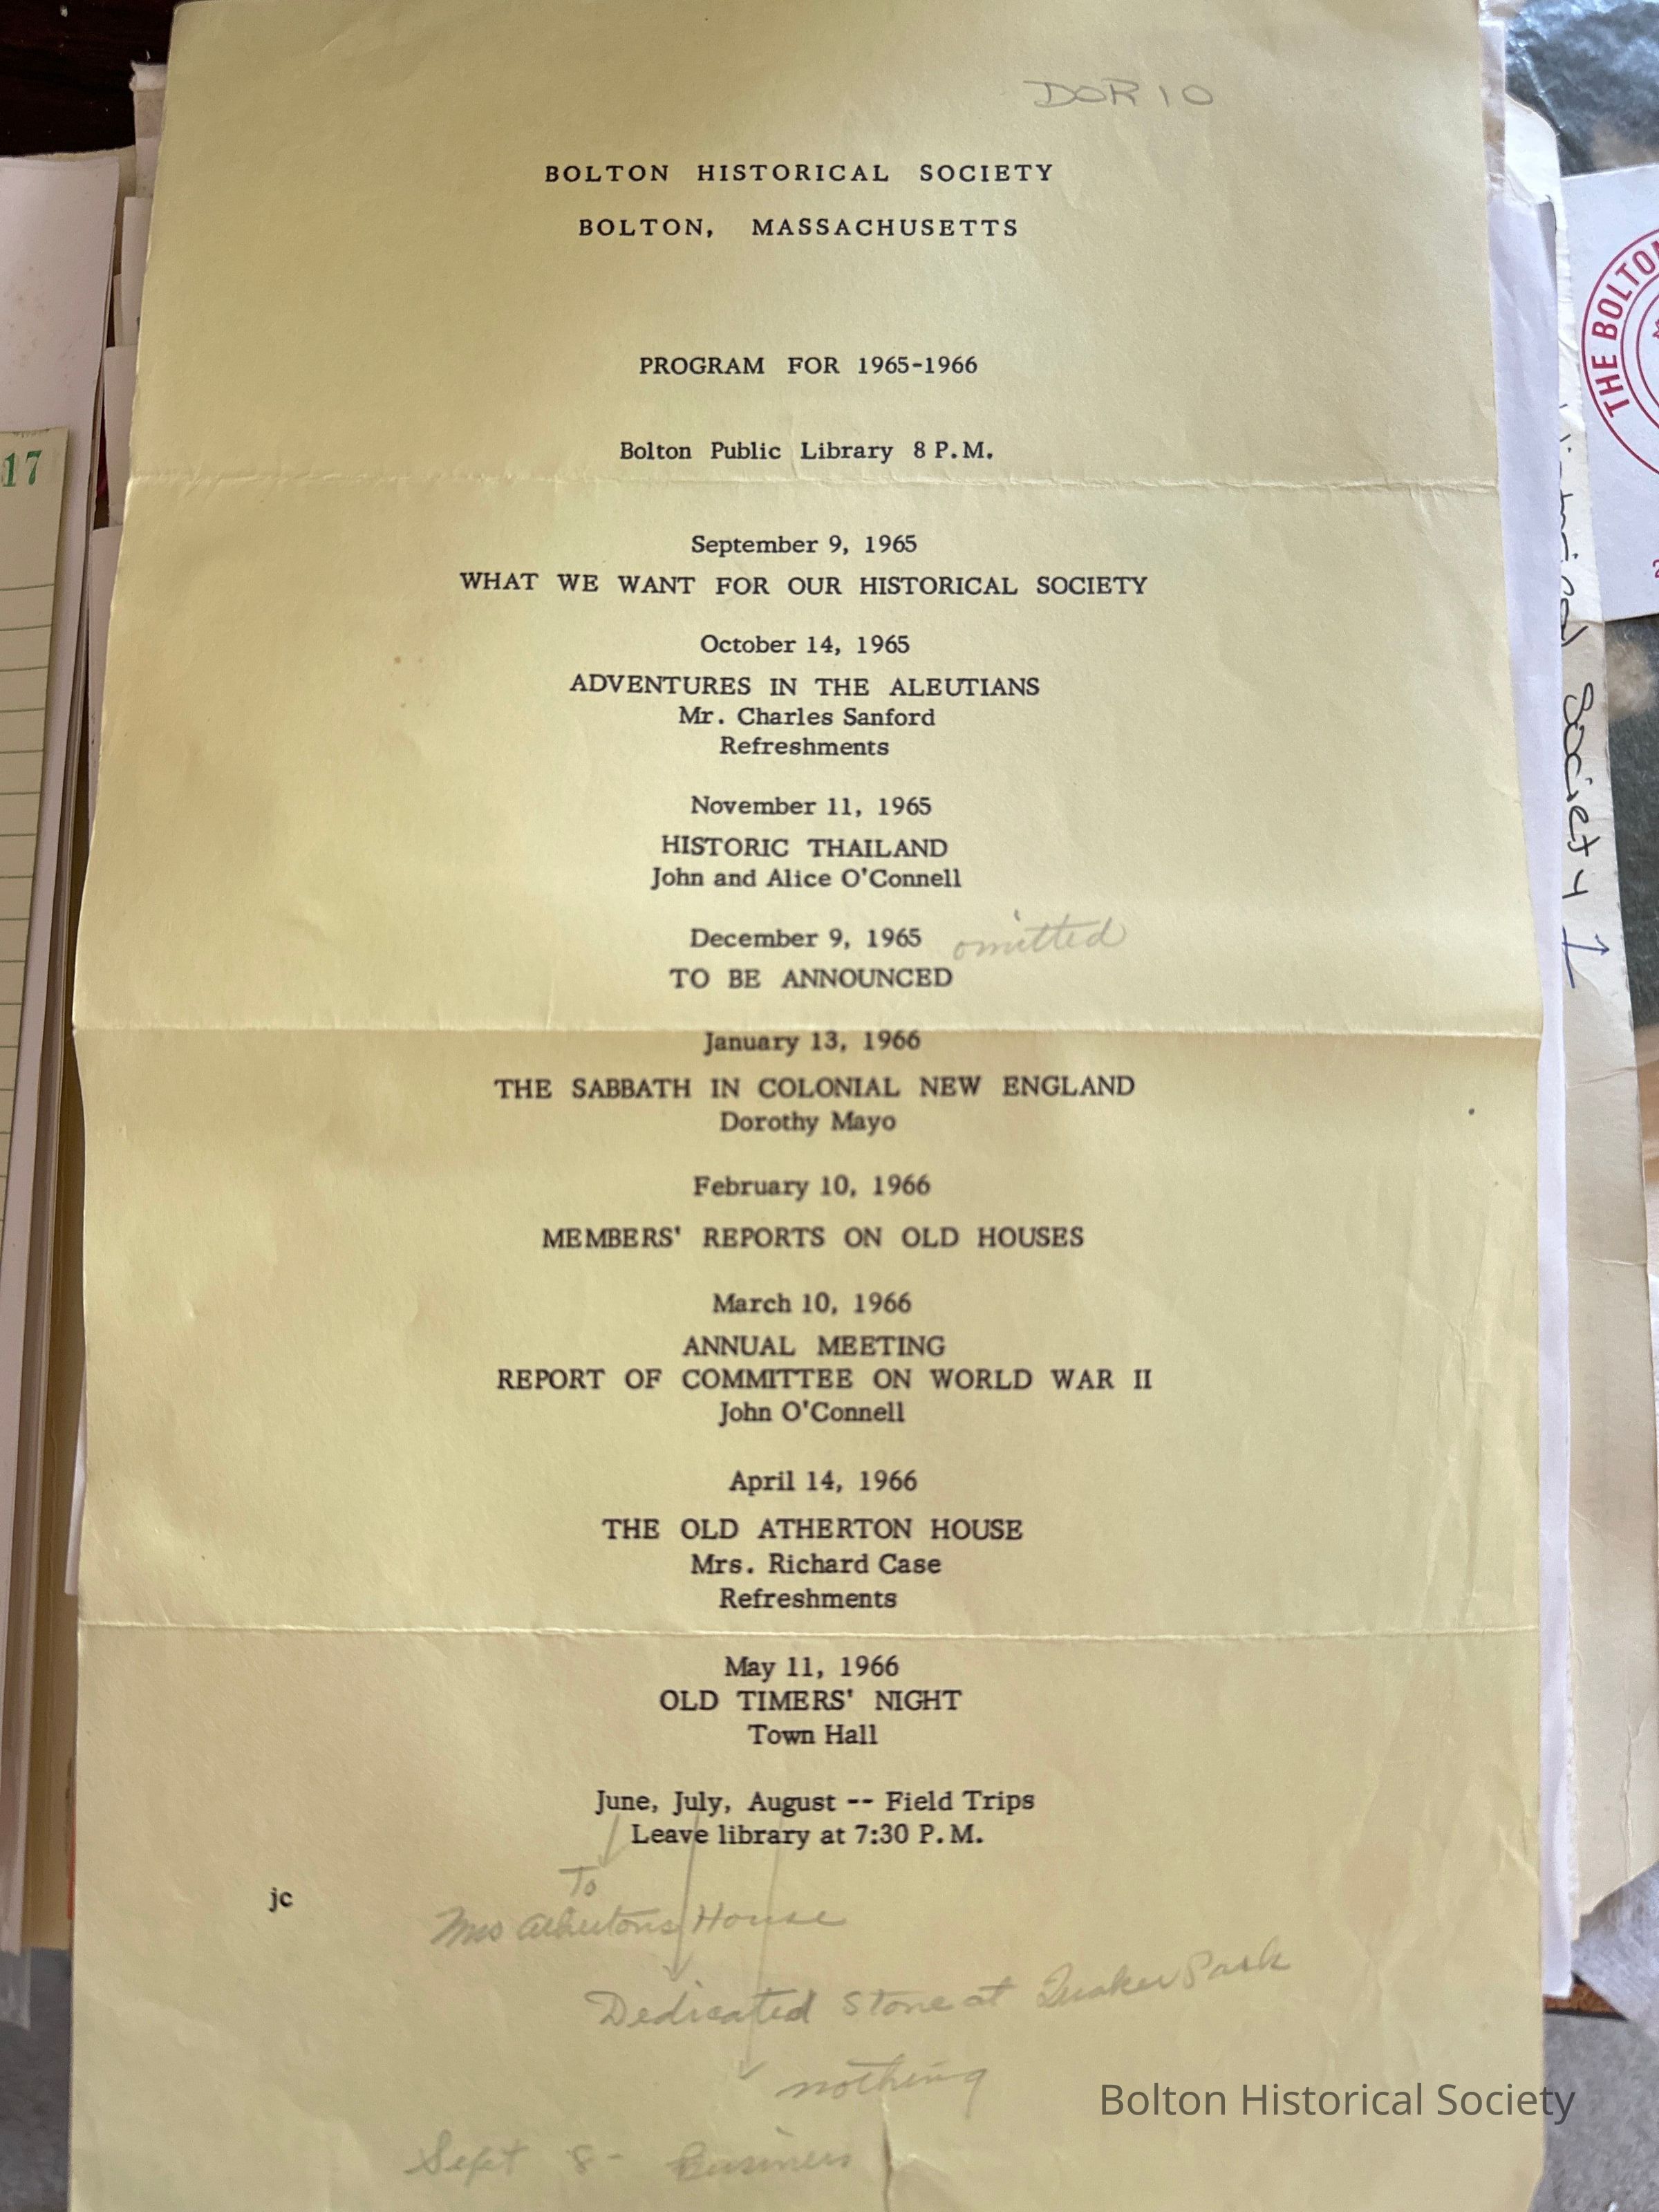 DOR 10
BOLTON HISTORICAL SOCIETY
BOLTON, MASSACHUSETTS
PROGRAM FOR 1965-1966
Bolton Public Library 8 P.M.
September 9, 1965
WHAT WE WANT FOR OUR HISTORICAL SOCIETY
October 14, 1965
ADVENTURES IN THE ALEUTIANS
Mr. Charles Sanford
Refreshments
November 11, 1965
HISTORIC THAILAND
John and Alice O'Connell
December 9, 1965 omitted
TO BE ANNOUNCED
January 13, 1966
THE SABBATH IN COLONIAL NEW ENGLAND
Dorothy Mayo
February 10, 1966
MEMBERS' REPORTS ON OLD HOUSES
March 10, 1966
ANNUAL MEETING
REPORT OF COMMITTEE ON WORLD WAR II
John O'Connell
April 14, 1966
THE OLD ATHERTON HOUSE
Mrs. Richard Case
Refreshments
May 11, 1966
OLD TIMERS' NIGHT
Town Hall
June, July, August -- Field Trips
Leave library at 7:30 P.M.
To
jc
Mrs Athertons House
Dedicated Stone at Quaker Park
nothing
Sept 8 - Business
Bolton Historical Society
17
THE BOLTON
Society